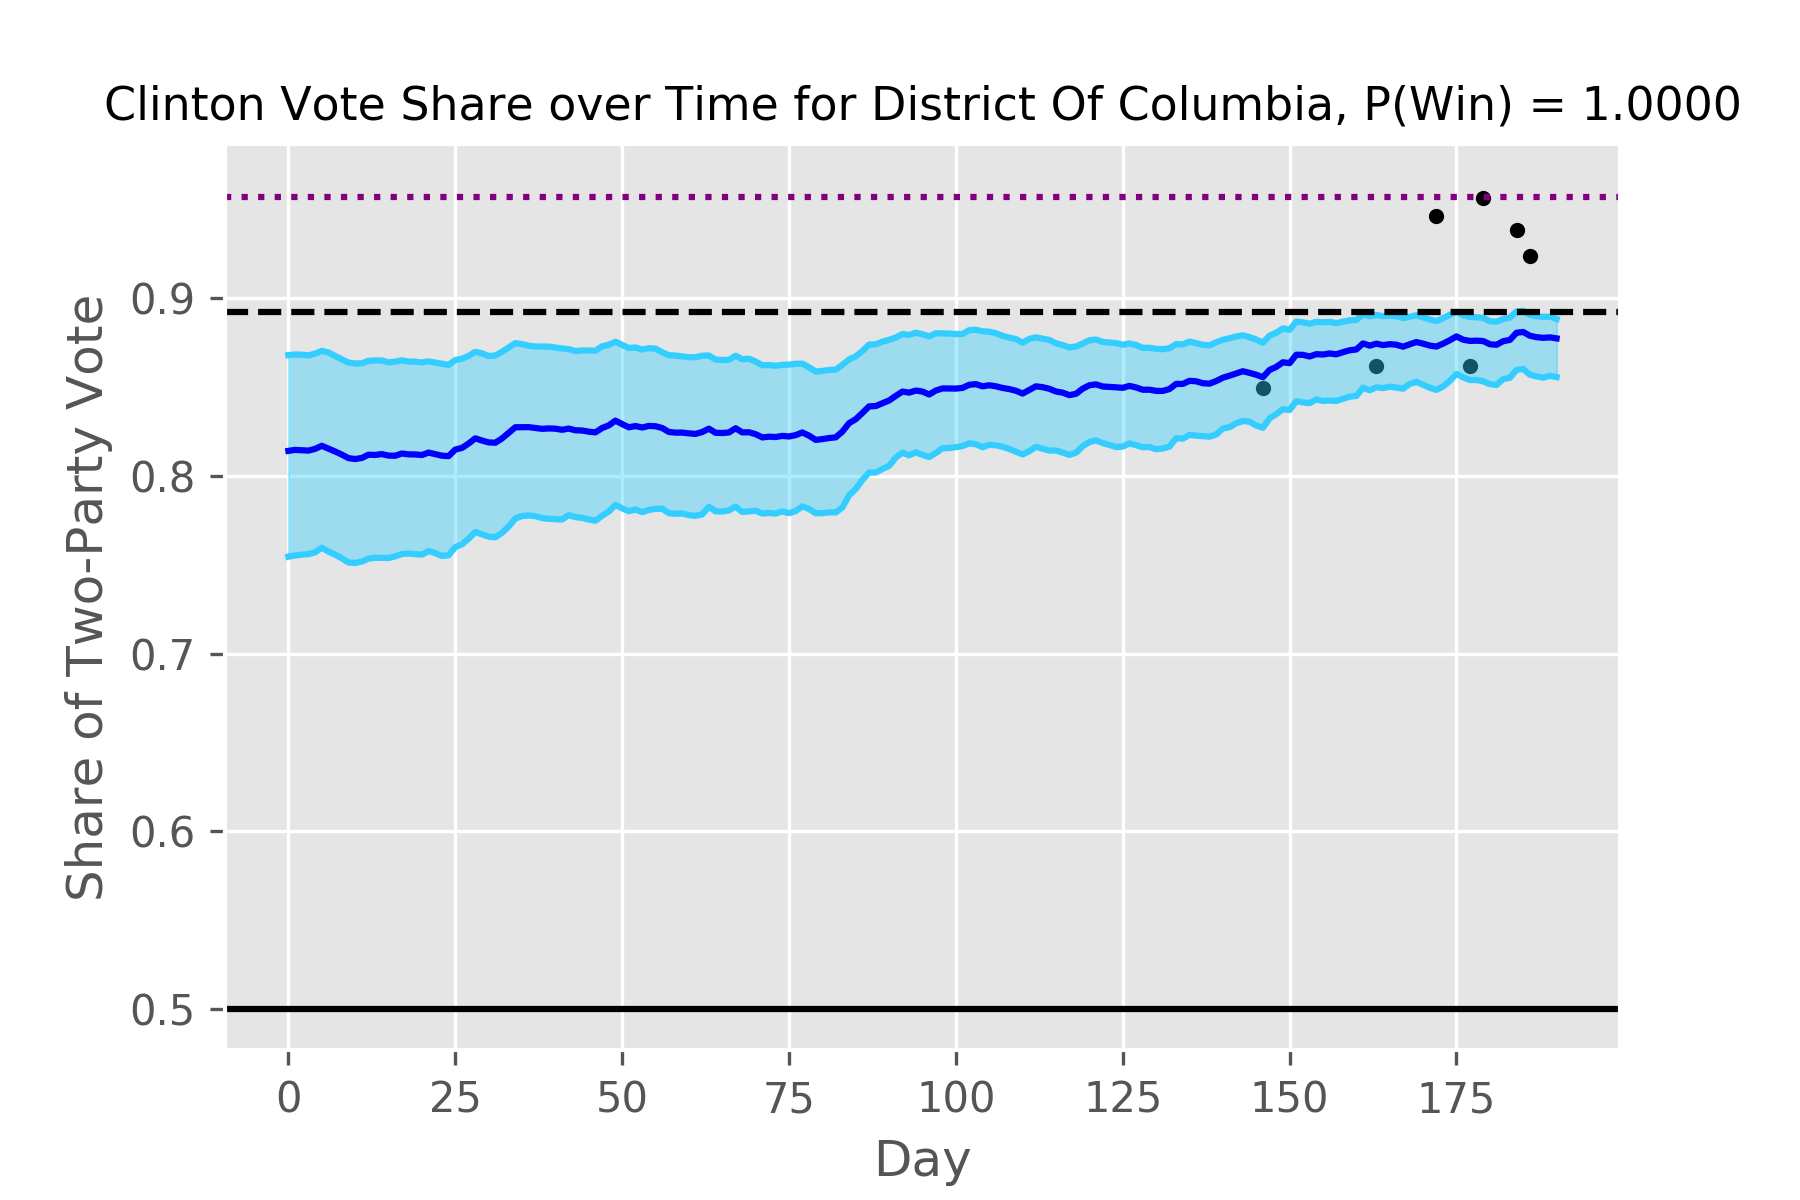 Clinton Vote Share over Time for District Of Columbia, P(Win) = 1.0000
Share of Two-Party Vote
0.9
0.8
0.7
0.6
0.5
0 25 50 75 100 125 150 175
Day